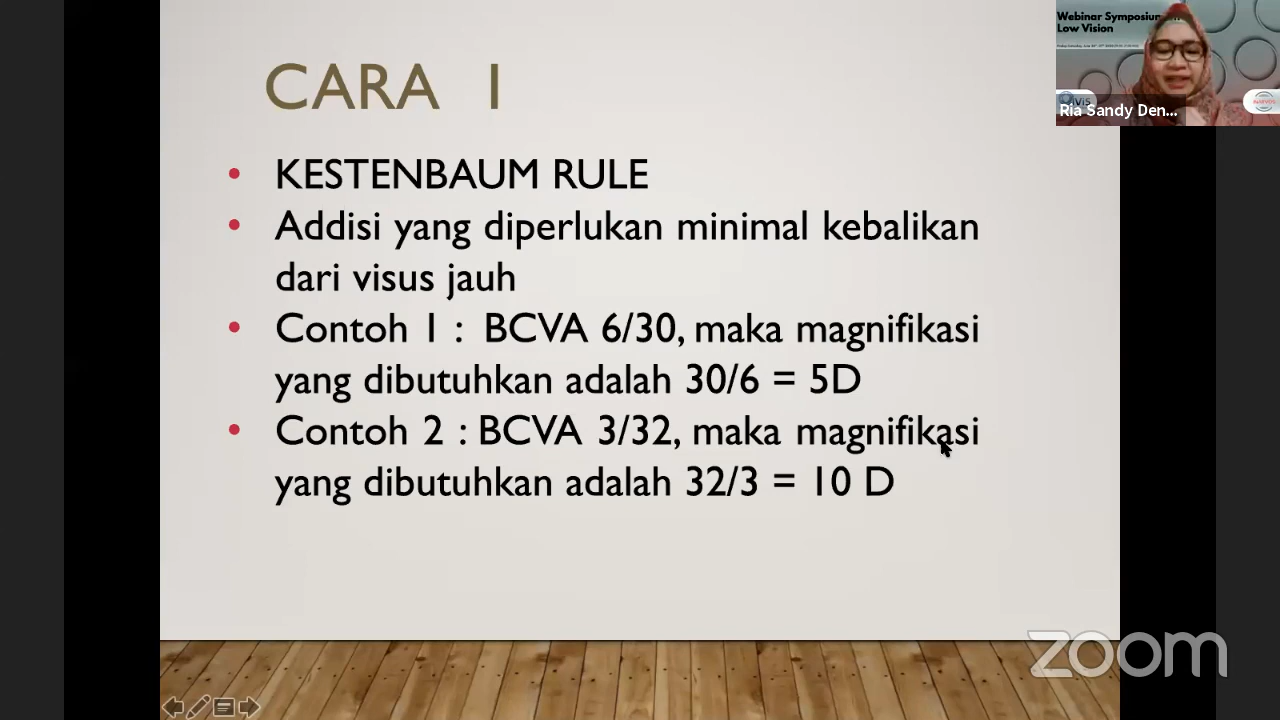 CARA 1
• KESTENBAUM RULE
• Addisi yang diperlukan minimal kebalikan
dari visus jauh
• Contoh 1 : BCVA 6/30, maka magnifikasi
yang dibutuhkan adalah 30/6 = 5D
• Contoh 2 : BCVA 3/32, maka magnifikasi
yang dibutuhkan adalah 32/3 = 10 D
Webinar Symposium
Low Vision
Ria Sandy Den...
zoom